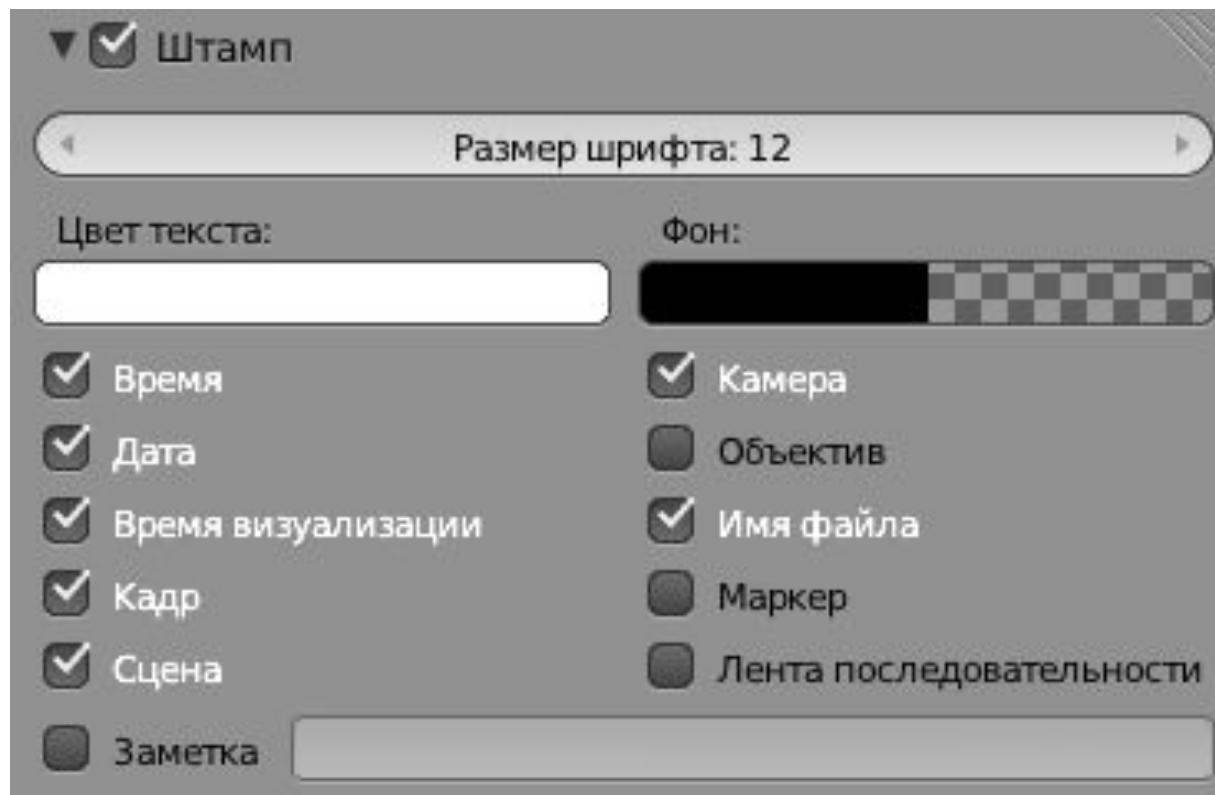 Штамп
Размер шрифта: 12
Цвет текста:
Фон:
Время
Камера
Дата
Объектив
Время визуализации
Имя файла
Кадр
Маркер
Сцена
Лента последовательности
Заметка